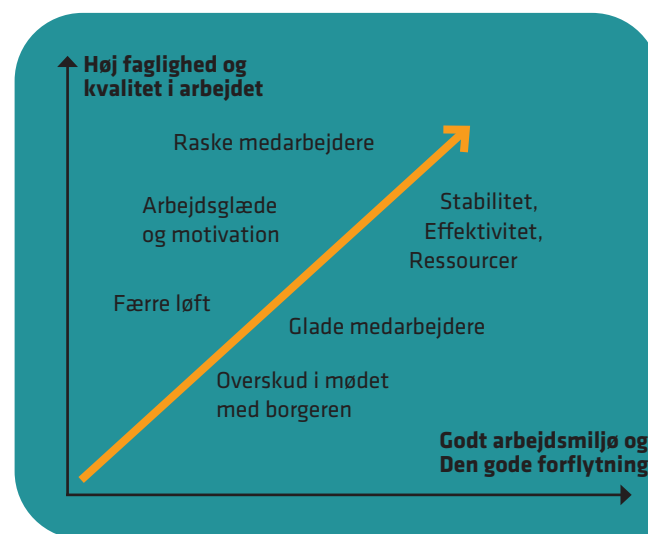 Høj faglighed og
kvalitet i arbejdet
Raske medarbejdere
Arbejdsglæde
og motivation
Stabilitet,
Effektivitet,
Ressourcer
Færre løft
Glade medarbejdere
Overskud i mødet
med borgeren
Godt arbejdsmiljø og
Den gode forflytning